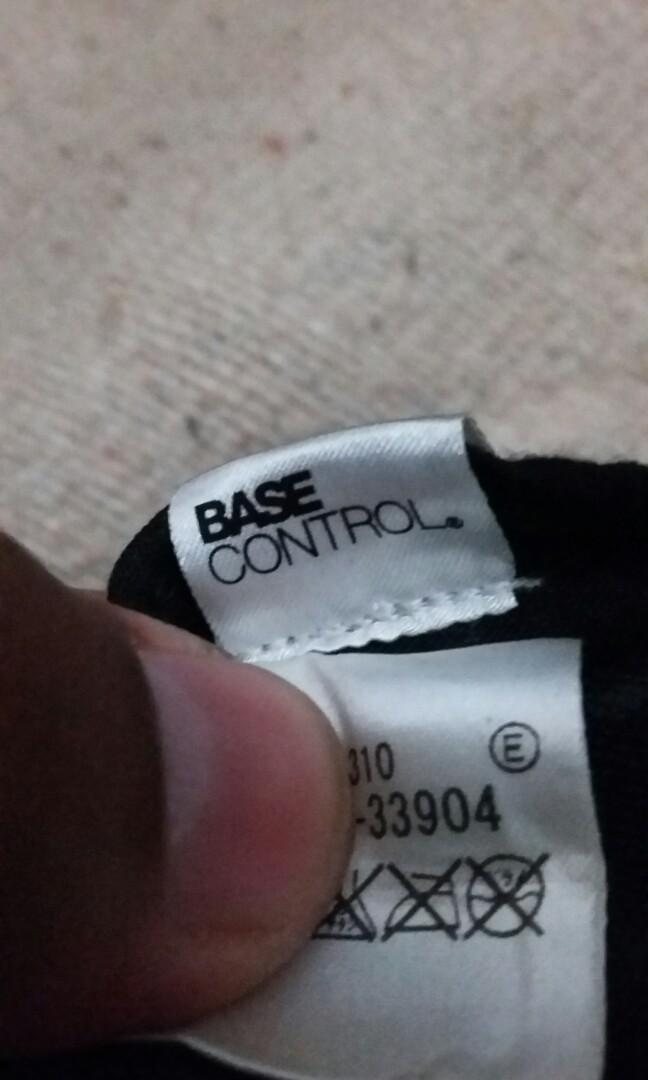 BASE
CONTROL®
310 Ⓔ
-33904